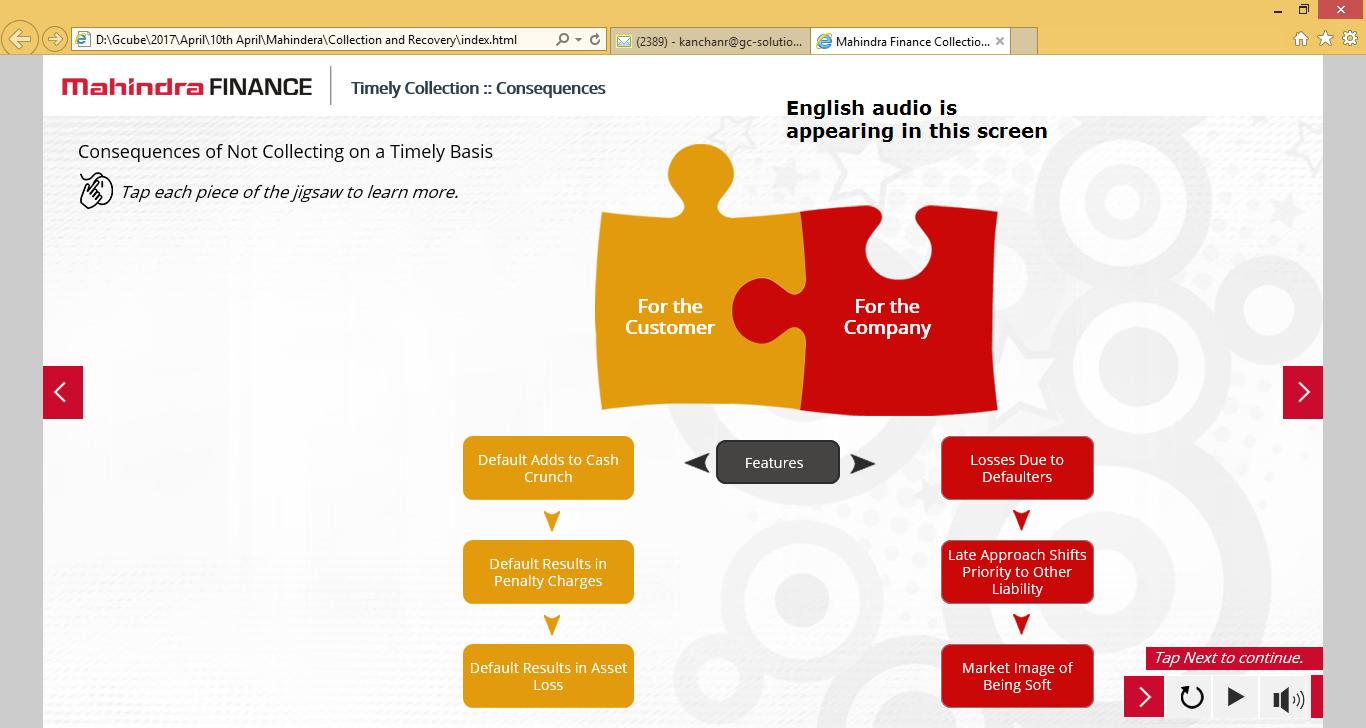 D:\Gcube\2017\April\10th April\Mahindera\Collection and Recovery\index.html
(2389) - kanchanr@gc-solutio...
Mahindra Finance Collectio...
Mahindra FINANCE
Timely Collection :: Consequences
English audio is
appearing in this screen
Consequences of Not Collecting on a Timely Basis
Tap each piece of the jigsaw to learn more.
For the
Customer
For the
Company
Features
Default Adds to Cash
Crunch
Default Results in
Penalty Charges
Default Results in Asset
Loss
Losses Due to
Defaulters
Late Approach Shifts
Priority to Other
Liability
Market Image of
Being Soft
Tap Next to continue.